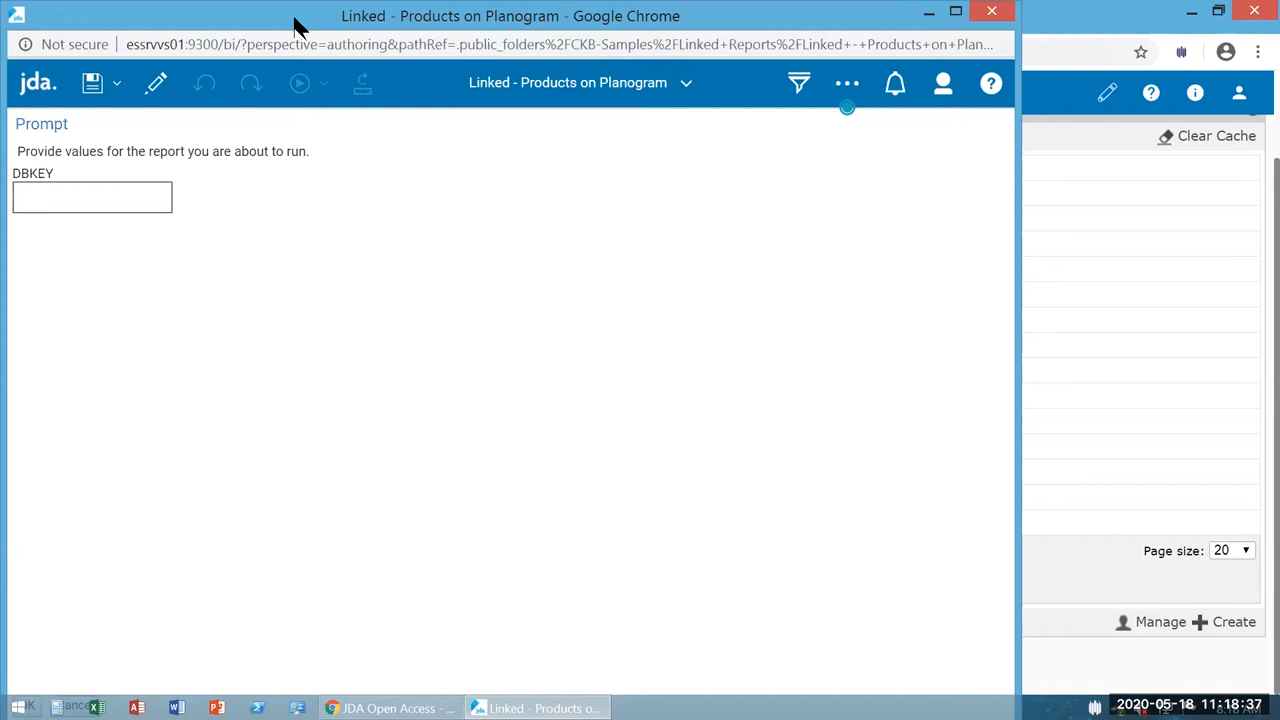 Linked - Products on Planogram - Google Chrome
Not secure
essrvvs01:9300/bi/?perspective=authoring&pathRef=.public_folders%2FCKB-Samples%2FLinked+Reports%2FLinked+-+Products+on+Plan...
jda.
Linked - Products on Planogram
Prompt
Provide values for the report you are about to run.
DBKEY
Clear Cache
Page size: 20
Manage
Create
JDA Open Access - ...
Linked - Products o...
2020-05-18 11:18:37